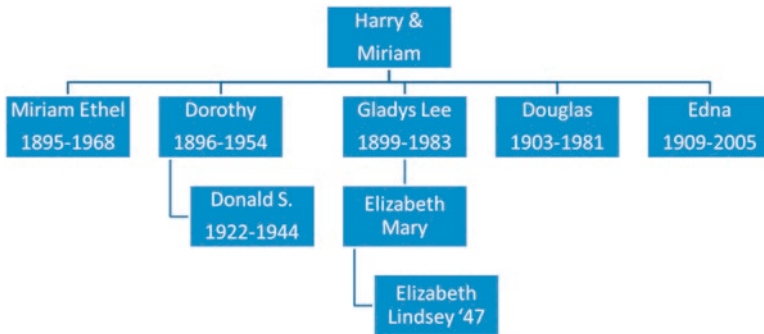 Harry &
Miriam
Miriam Ethel
1895-1968
Dorothy
1896-1954
Gladys Lee
1899-1983
Douglas
1903-1981
Edna
1909-2005
Donald S.
1922-1944
Elizabeth
Mary
Elizabeth
Lindsey ‘47